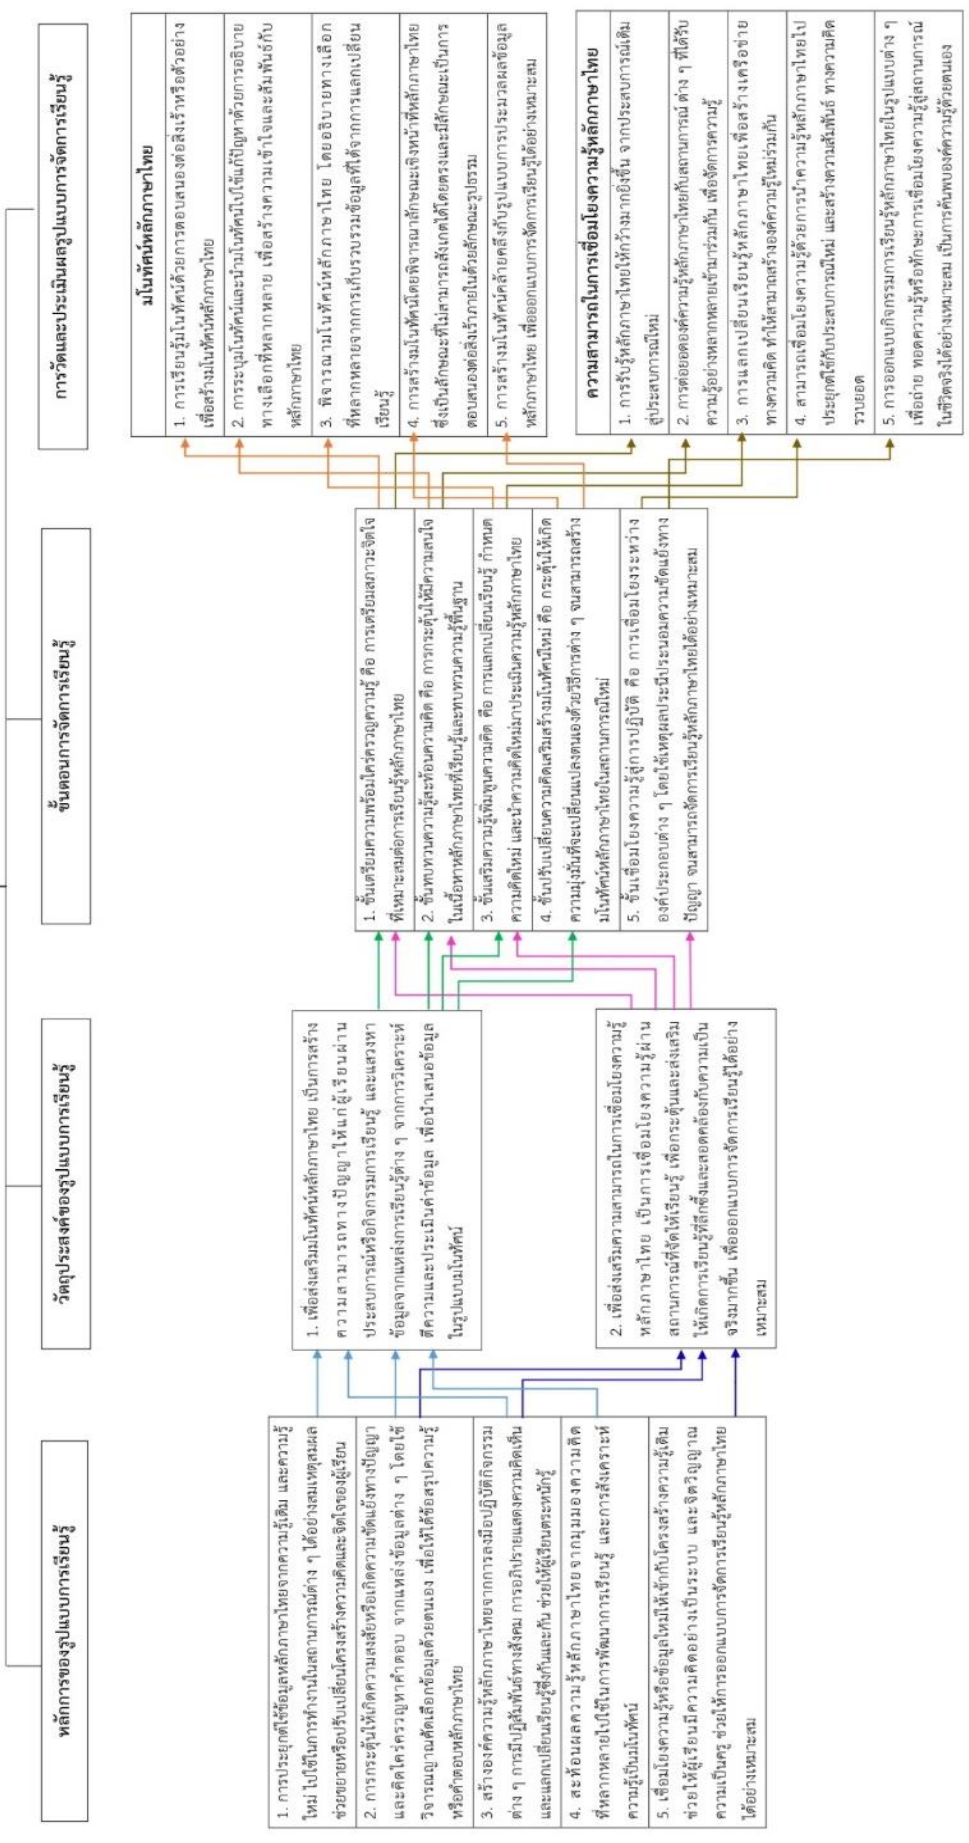 หลักการของรูปแบบการเรียนรู้
1. การประยุกต์ใช้ข้อมูลหลักภาษาไทยจากความรู้เดิม และความรู้
ใหม่ ไปใช้ในการทำงานในสถานการณ์ต่าง ๆ ได้อย่างสมเหตุสมผล
ช่วยขยายหรือปรับเปลี่ยนโครงสร้างความคิดและจิตใจของผู้เรียน
2. การกระตุ้นให้เกิดความสงสัยหรือเกิดความขัดแย้งทางปัญญา
และคิดใคร่ครวญหาคำตอบ จากแหล่งข้อมูลต่าง ๆ โดยใช้
วิจารณญาณคัดเลือกข้อมูลด้วยตนเอง เพื่อให้ได้ข้อสรุปความรู้
หรือคำตอบหลักภาษาไทย
3. สร้างองค์ความรู้หลักภาษาไทยจากการลงมือปฏิบัติกิจกรรม
ต่าง ๆ การมีปฏิสัมพันธ์ทางสังคม การอภิปรายแสดงความคิดเห็น
และแลกเปลี่ยนเรียนรู้ซึ่งกันและกัน ช่วยให้ผู้เรียนตระหนักรู้
4. สะท้อนผลความรู้หลักภาษาไทยจากมุมมองความคิด
ที่หลากหลายไปใช้ในการพัฒนาการเรียนรู้ และการสังเคราะห์
ความรู้เป็นมโนทัศน์
5. เชื่อมโยงความรู้หรือข้อมูลใหม่ให้เข้ากับโครงสร้างความรู้เดิม
ช่วยให้ผู้เรียนมีความคิดอย่างเป็นระบบ และจิตวิญญาณ
ความเป็นครู ช่วยให้การออกแบบการจัดการเรียนรู้หลักภาษาไทย
ได้อย่างเหมาะสม
วัตถุประสงค์ของรูปแบบการเรียนรู้
1. เพื่อส่งเสริมมโนทัศน์หลักภาษาไทย เป็นการสร้าง
ความสามารถทางปัญญาให้แก่ผู้เรียนผ่าน
ประสบการณ์หรือกิจกรรมการเรียนรู้ และแสวงหา
ข้อมูลจากแหล่งการเรียนรู้ต่าง ๆ จากการวิเคราะห์
ตีความและประเมินค่าข้อมูล เพื่อนำเสนอข้อมูล
ในรูปแบบมโนทัศน์
2. เพื่อส่งเสริมความสามารถในการเชื่อมโยงความรู้
หลักภาษาไทย เป็นการเชื่อมโยงความรู้ผ่าน
สถานการณ์ที่จัดให้เรียนรู้ เพื่อกระตุ้นและส่งเสริม
ให้เกิดการเรียนรู้ที่ลึกซึ้งและสอดคล้องกับความเป็น
จริงมากขึ้น เพื่อออกแบบการจัดการเรียนรู้ได้อย่าง
เหมาะสม
ขั้นตอนการจัดการเรียนรู้
1. ขั้นเตรียมความพร้อมใคร่ครวญความรู้ คือ การเตรียมสภาวะจิตใจ
ที่เหมาะสมต่อการเรียนรู้หลักภาษาไทย
2. ขั้นทบทวนความรู้สะท้อนความคิด คือ การกระตุ้นให้มีความสนใจ
ในเนื้อหาหลักภาษาไทยที่เรียนรู้และทบทวนความรู้พื้นฐาน
3. ขั้นเสริมความรู้เพิ่มพูนความคิด คือ การแลกเปลี่ยนเรียนรู้ กำหนด
ความคิดใหม่ และนำความคิดใหม่มาประเมินความรู้หลักภาษาไทย
4. ขั้นปรับเปลี่ยนความคิดเสริมสร้างมโนทัศน์ใหม่ คือ กระตุ้นให้เกิด
ความมุ่งมั่นที่จะเปลี่ยนแปลงตนเองด้วยวิธีการต่าง ๆ จนสามารถสร้าง
มโนทัศน์หลักภาษาไทยในสถานการณ์ใหม่
5. ขั้นเชื่อมโยงความรู้สู่การปฏิบัติ คือ การเชื่อมโยงระหว่าง
องค์ประกอบต่าง ๆ โดยใช้เหตุผลประนีประนอมความขัดแย้งทาง
ปัญญา จนสามารถจัดการเรียนรู้หลักภาษาไทยได้อย่างเหมาะสม
การวัดและประเมินผลรูปแบบการจัดการเรียนรู้
มโนทัศน์หลักภาษาไทย
1. การเรียนรู้มโนทัศน์ด้วยการตอบสนองต่อสิ่งเร้าหรือตัวอย่าง
เพื่อสร้างมโนทัศน์หลักภาษาไทย
2. การระบุมโนทัศน์และนำมโนทัศน์ไปใช้แก้ปัญหาด้วยการอธิบาย
ทางเลือกที่หลากหลาย เพื่อสร้างความเข้าใจและสัมพันธ์กับ
หลักภาษาไทย
3. พิจารณามโนทัศน์หลักภาษาไทย โดยอธิบายทางเลือก
ที่หลากหลายจากการเก็บรวบรวมข้อมูลที่ได้จากการแลกเปลี่ยน
เรียนรู้
4. การสร้างมโนทัศน์โดยพิจารณาลักษณะเชิงหน้าที่หลักภาษาไทย
ซึ่งเป็นลักษณะที่ไม่สามารถสังเกตได้โดยตรงและมีลักษณะเป็นการ
ตอบสนองต่อสิ่งเร้าภายในด้วยลักษณะรูปธรรม
5. การสร้างมโนทัศน์คล้ายคลึงกับรูปแบบการประมวลผลข้อมูล
หลักภาษาไทย เพื่อออกแบบการจัดการเรียนรู้ได้อย่างเหมาะสม
ความสามารถในการเชื่อมโยงความรู้หลักภาษาไทย
1. การรับรู้หลักภาษาไทยให้กว้างมากยิ่งขึ้น จากประสบการณ์เดิม
สู่ประสบการณ์ใหม่
2. การต่อยอดองค์ความรู้หลักภาษาไทยกับสถานการณ์ ต่าง ๆ ที่ได้รับ
ความรู้อย่างหลากหลายเข้ามาร่วมกัน เพื่อจัดการความรู้
3. การแลกเปลี่ยนเรียนรู้หลักภาษาไทยเพื่อสร้างเครือข่าย
ทางความคิด ทำให้สามารถสร้างองค์ความรู้ใหม่ร่วมกัน
4. สามารถเชื่อมโยงความรู้ด้วยการนำความรู้หลักภาษาไทยไป
ประยุกต์ใช้กับประสบการณ์ใหม่ และสร้างความสัมพันธ์ ทางความคิด
รวบยอด
5. การออกแบบกิจกรรมการเรียนรู้หลักภาษาไทยในรูปแบบต่าง ๆ
เพื่อถ่าย ทอดความรู้หรือทักษะการเชื่อมโยงความรู้สู่สถานการณ์
ในชีวิตจริงได้อย่างเหมาะสม เป็นการค้นพบองค์ความรู้ด้วยตนเอง